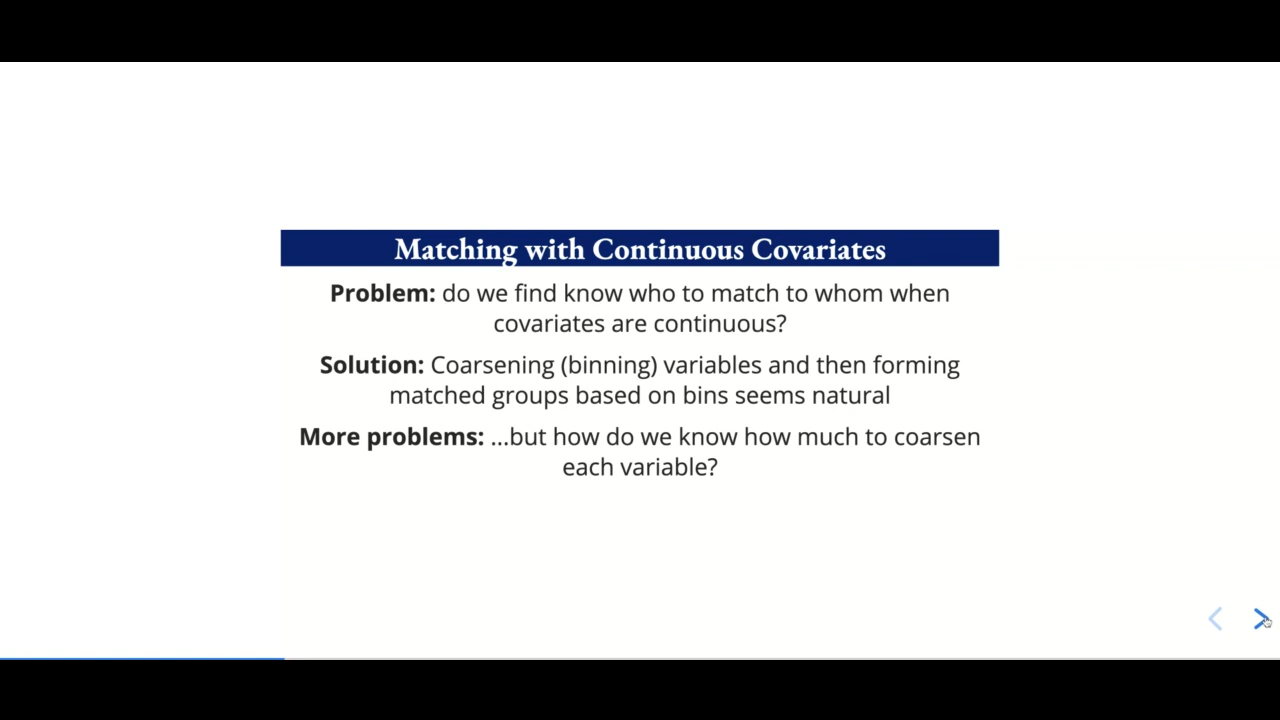 Matching with Continuous Covariates
Problem: do we find know who to match to whom when
covariates are continuous?
Solution: Coarsening (binning) variables and then forming
matched groups based on bins seems natural
More problems: ...but how do we know how much to coarsen
each variable?